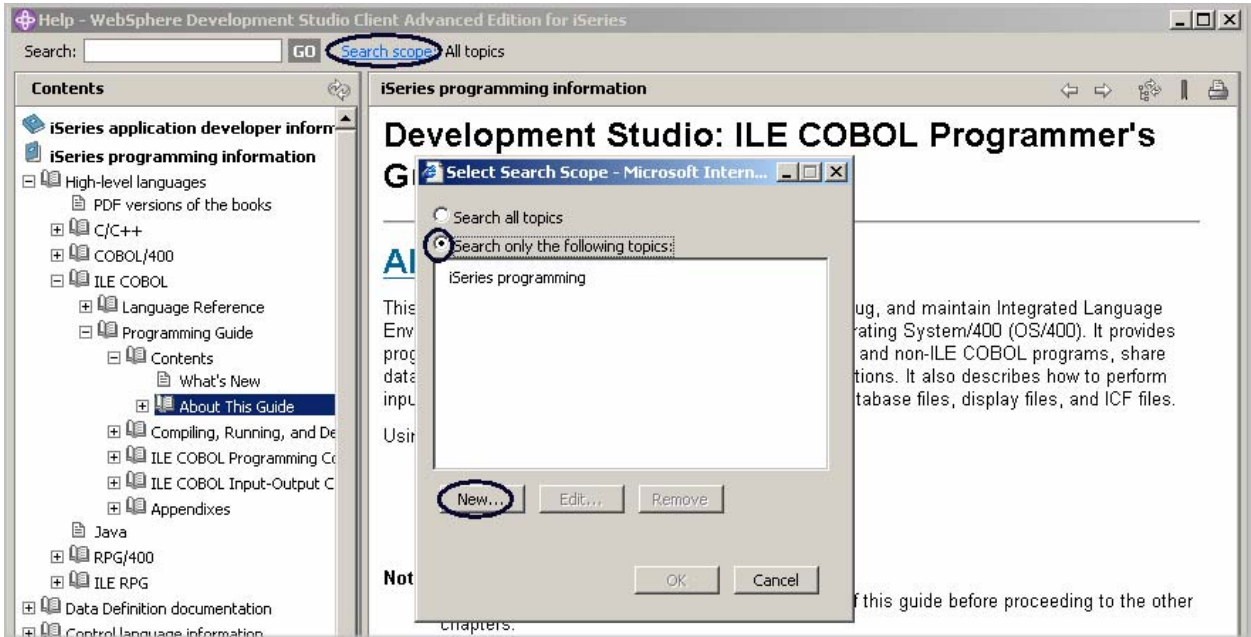 Help - WebSphere Development Studio Client Advanced Edition for iSeries
Search: GO Search scope: All topics
Contents
iSeries application developer inform
iSeries programming information
High-level languages
PDF versions of the books
C/C++
COBOL/400
ILE COBOL
Language Reference
Programming Guide
Contents
What's New
About This Guide
Compiling, Running, and De
ILE COBOL Programming Co
ILE COBOL Input-Output C
Appendixes
Java
RPG/400
ILE RPG
Data Definition documentation
Control language information
iSeries programming information
Development Studio: ILE COBOL Programmer's
G
Al
This ug, and maintain Integrated Language
Env rating System/400 (OS/400). It provides
prog and non-ILE COBOL programs, share
data tions. It also describes how to perform
inpu tabase files, display files, and ICF files.
Usin
Not
f this guide before proceeding to the other
chapters.
Select Search Scope - Microsoft Intern...
Search all topics
Search only the following topics:
iSeries programming
New... Edit... Remove
OK Cancel